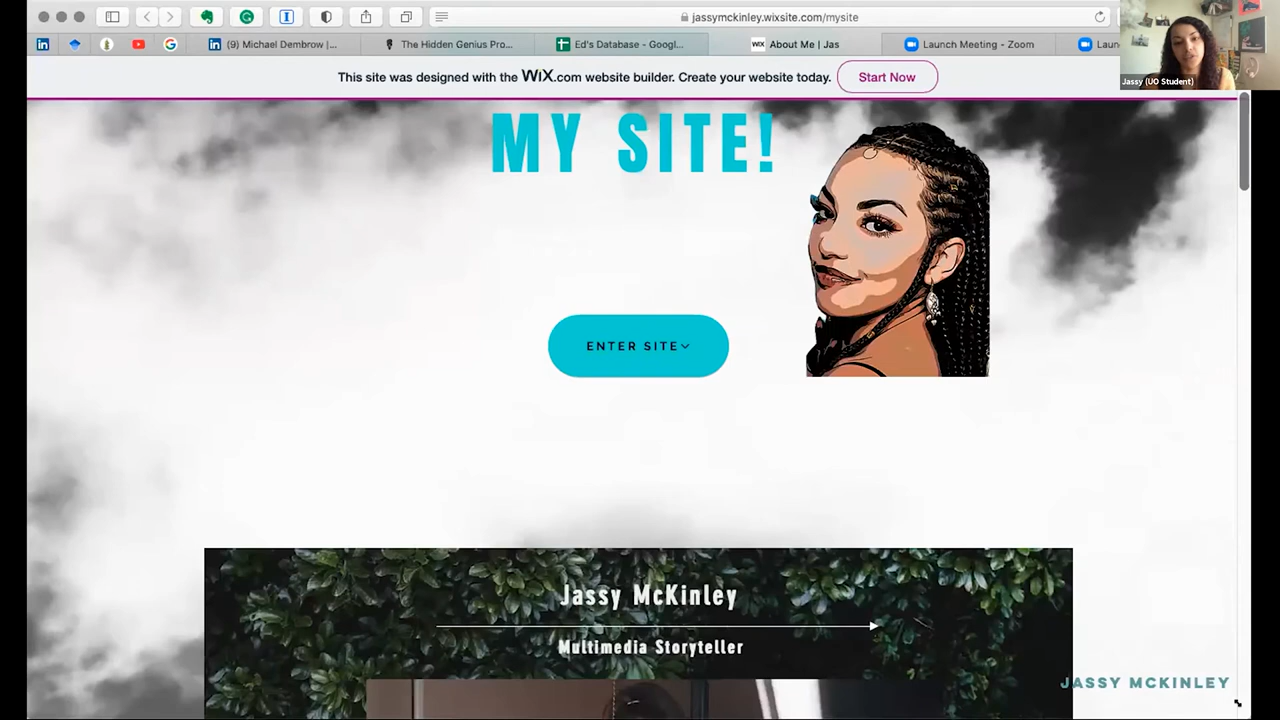 jassymckinley.wixsite.com/mysite
(9) Michael Dembrow |...
The Hidden Genius Pro...
Ed's Database - Googl...
WIX About Me | Jas
Launch Meeting - Zoom
Laun
Jassy (UO Student)
This site was designed with the WiX.com website builder. Create your website today.
Start Now
MY SITE!
ENTER SITE
Jassy McKinley
Multimedia Storyteller
JASSY MCKINLEY